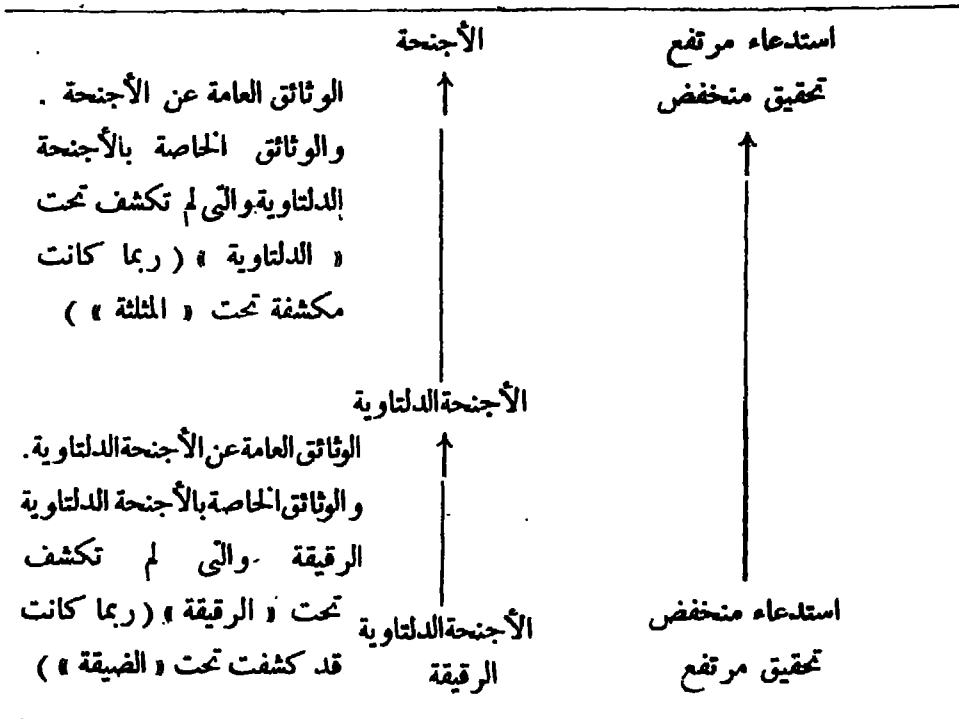 استدعاء مرتفع
تحقيق منخفض
استدعاء منخفض
تحقيق مرتفع
الأجنحة
الأجنحة الدلتاوية
الأجنحة الدلتاوية
الرقيقة
الوثائق العامة عن الأجنحة .
والوثائق الخاصة بالأجنحة
الدلتاوية والتى لم تكشف تحت
« الدلتاوية » ( ربما كانت
مكشفة تحت « المثلثة » )
الوثائق العامة عن الأجنحة الدلتاوية .
والوثائق الخاصة بالأجنحة الدلتاوية
الرقيقة والتى لم تكشف
تحت « الرقيقة » ( ربما كانت
قد كشفت تحت « الضيقة » )